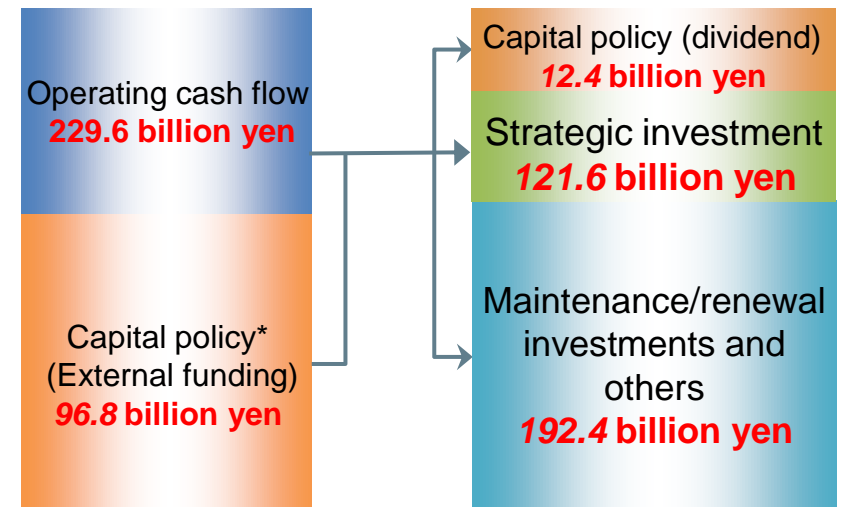 Operating cash flow
229.6 billion yen
Capital policy*
(External funding)
96.8 billion yen
Capital policy (dividend)
12.4 billion yen
Strategic investment
121.6 billion yen
Maintenance/renewal
investments and
others
192.4 billion yen